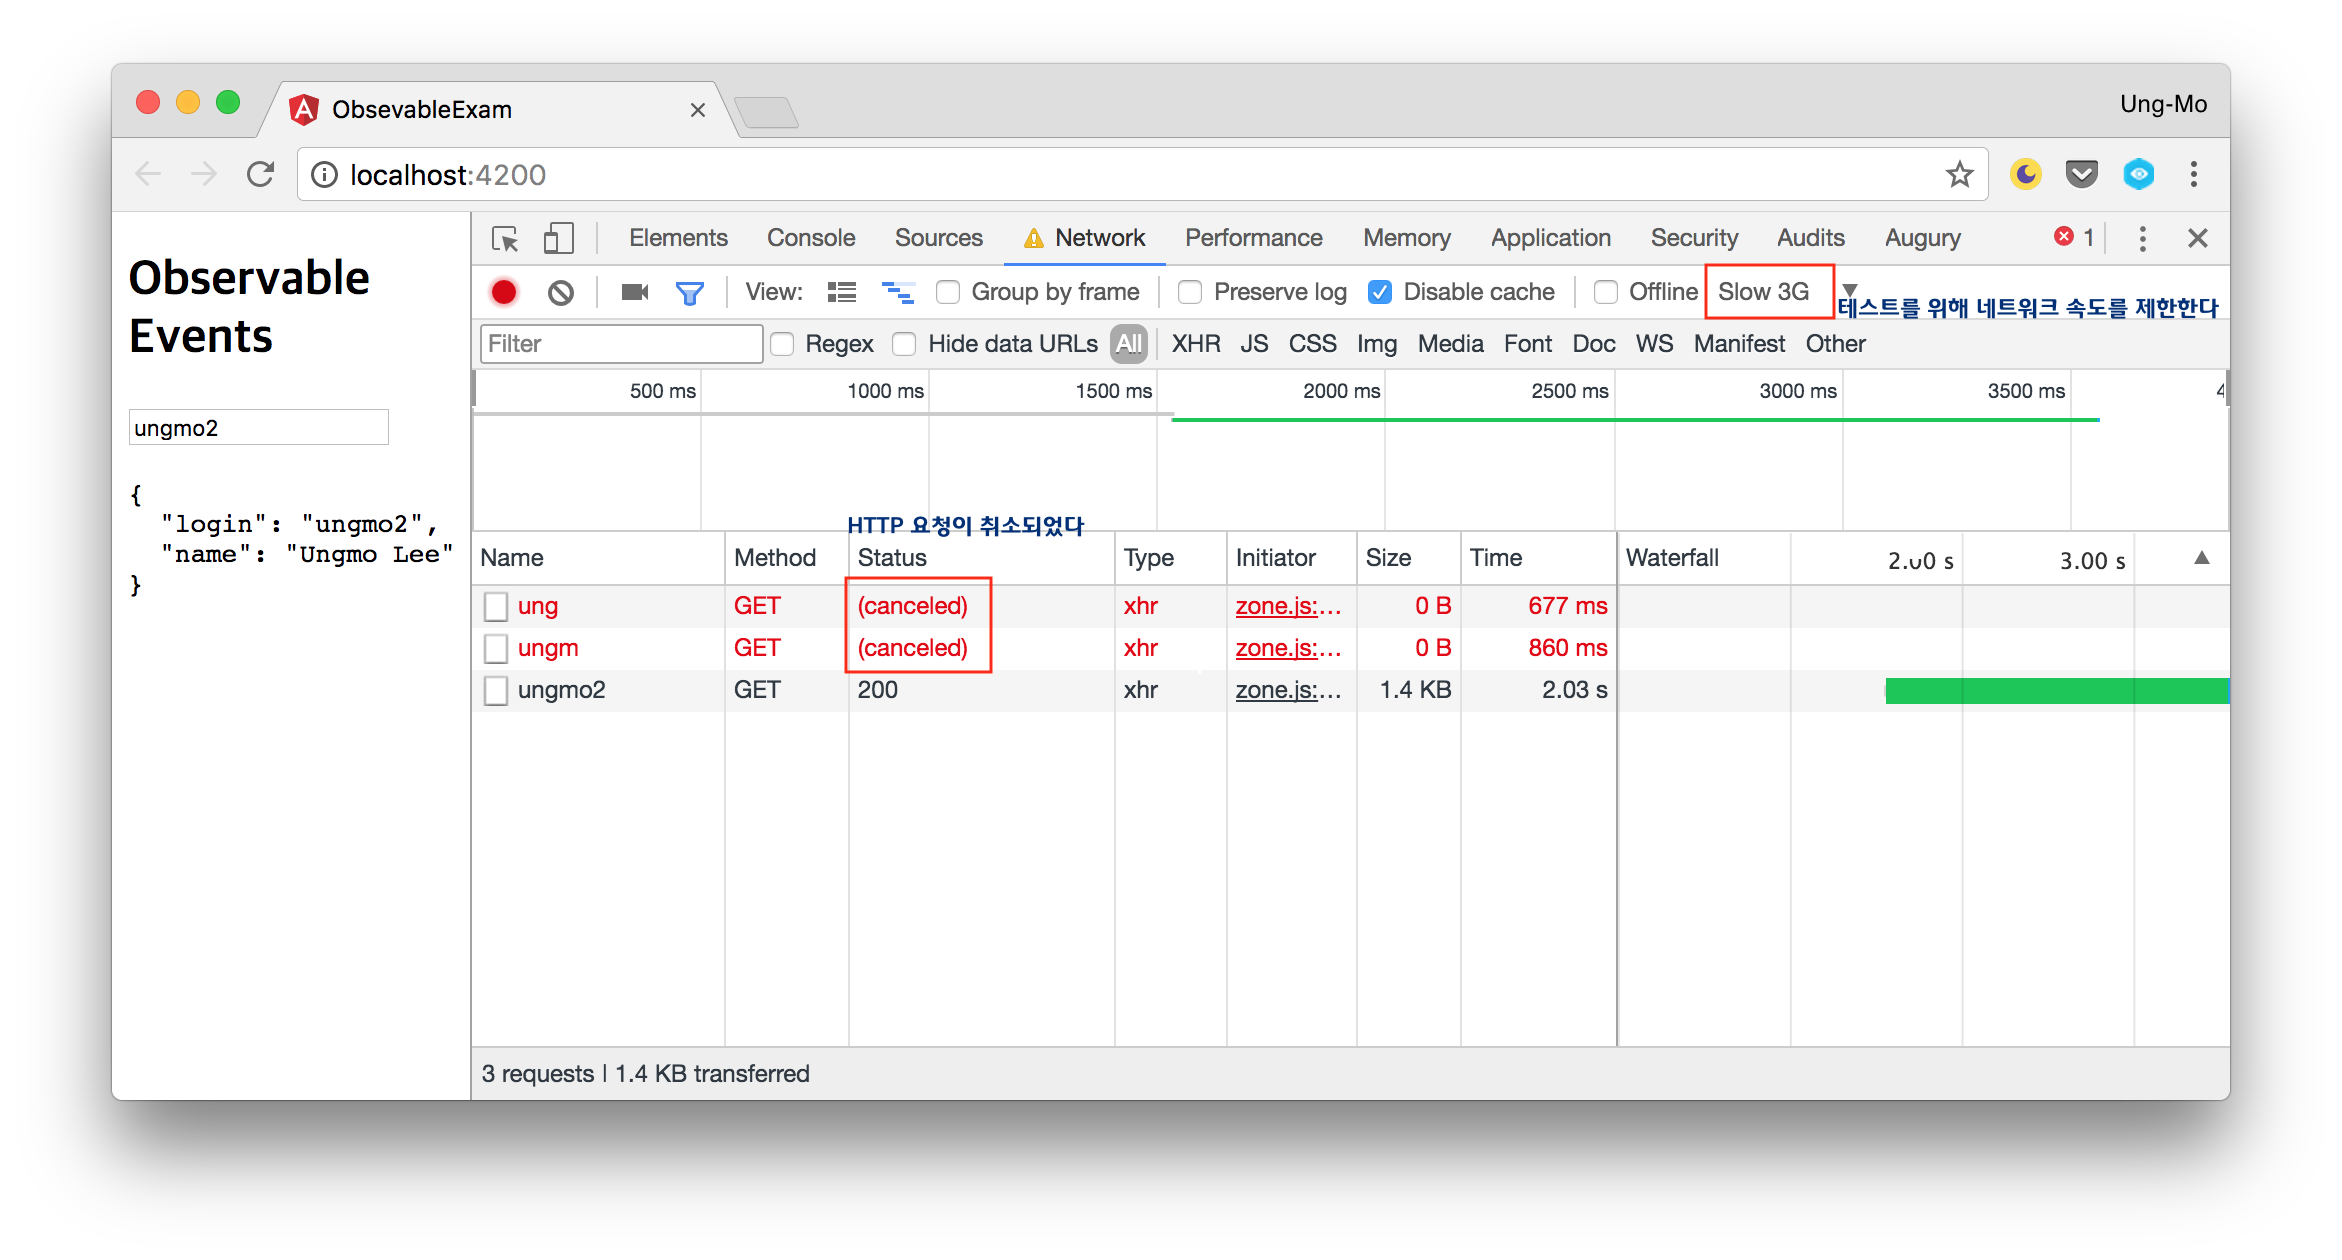 ObsevableExam
Ung-Mo
localhost:4200
Observable
Events
ungmo2
{
"login": "ungmo2",
"name": "Ungmo Lee"
}
Elements Console Sources Network Performance Memory Application Security Audits Augury 1
View: Group by frame Preserve log Disable cache Offline Slow 3G
테스트를 위해 네트워크 속도를 제한한다
Filter Regex Hide data URLs All XHR JS CSS Img Media Font Doc WS Manifest Other
500 ms 1000 ms 1500 ms 2000 ms 2500 ms 3000 ms 3500 ms 4
HTTP 요청이 취소되었다
Name Method Status Type Initiator Size Time Waterfall 2.00 s 3.00 s
ung GET (canceled) xhr zone.js:... 0 B 677 ms
ungm GET (canceled) xhr zone.js:... 0 B 860 ms
ungmo2 GET 200 xhr zone.js:... 1.4 KB 2.03 s
3 requests | 1.4 KB transferred